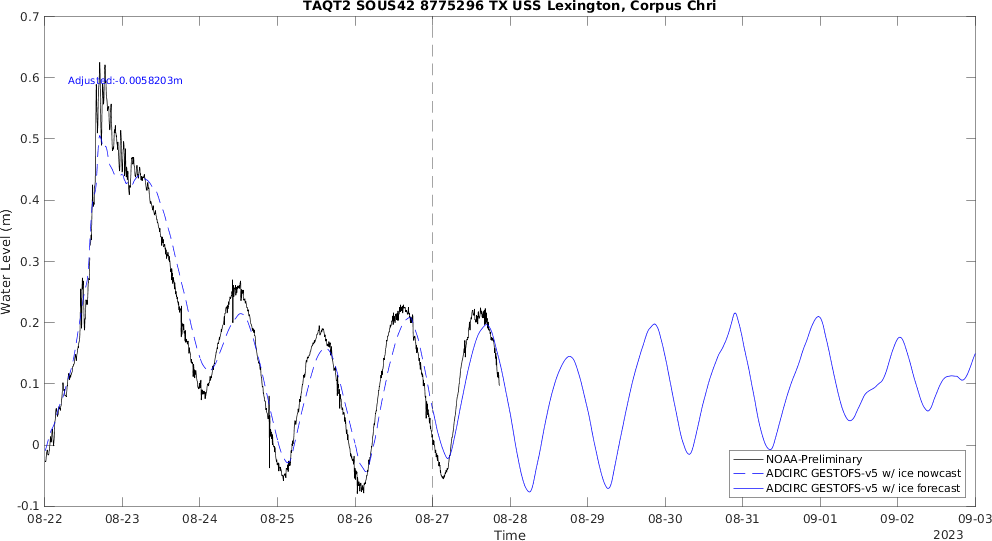 TAQT2 SOUS42 8775296 TX USS Lexington, Corpus Chri
0.7
0.6
0.5
0.4
0.3
0.2
0.1
0
-0.1
Water Level (m)
Adjusted:-0.0058203m
NOAA-Preliminary
ADCIRC GESTOFS-v5 w/ ice nowcast
ADCIRC GESTOFS-v5 w/ ice forecast
08-22 08-23 08-24 08-25 08-26 08-27 08-28 08-29 08-30 08-31 09-01 09-02 09-03
Time
2023